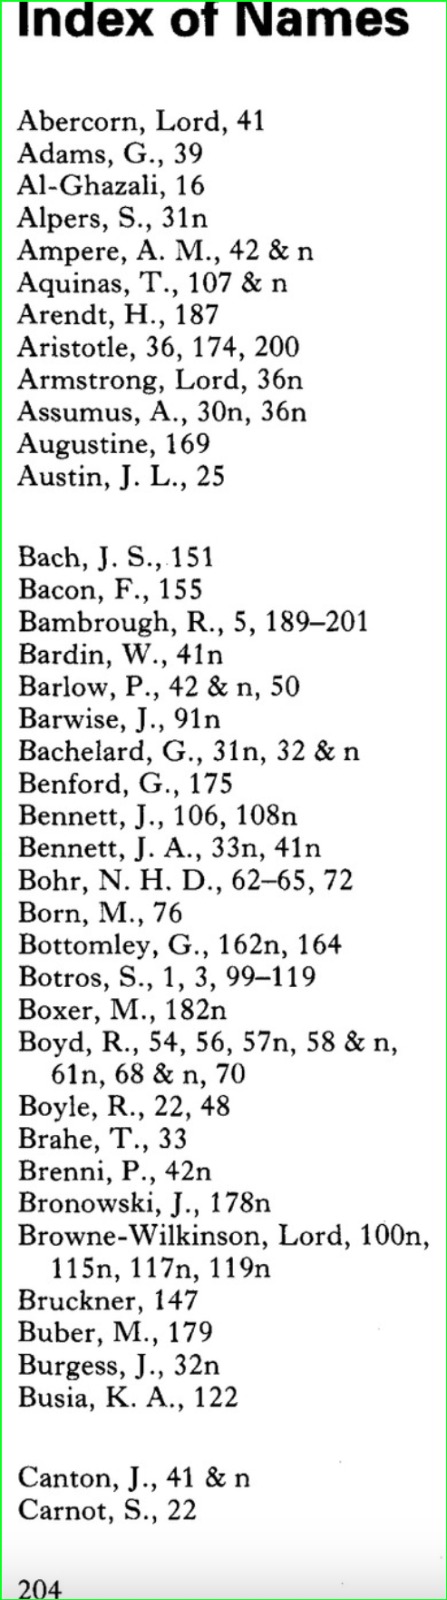 Index of Names
Abercorn, Lord, 41
Adams, G., 39
Al-Ghazali, 16
Alpers, S., 31n
Ampere, A. M., 42 & n
Aquinas, T., 107 & n
Arendt, H., 187
Aristotle, 36, 174, 200
Armstrong, Lord, 36n
Assumus, A., 30n, 36n
Augustine, 169
Austin, J. L., 25
Bach, J. S., 151
Bacon, F., 155
Bambrough, R., 5, 189–201
Bardin, W., 41n
Barlow, P., 42 & n, 50
Barwise, J., 91n
Bachelard, G., 31n, 32 & n
Benford, G., 175
Bennett, J., 106, 108n
Bennett, J. A., 33n, 41n
Bohr, N. H. D., 62–65, 72
Born, M., 76
Bottomley, G., 162n, 164
Botros, S., 1, 3, 99–119
Boxer, M., 182n
Boyd, R., 54, 56, 57n, 58 & n,
61n, 68 & n, 70
Boyle, R., 22, 48
Brahe, T., 33
Brenni, P., 42n
Bronowski, J., 178n
Browne-Wilkinson, Lord, 100n,
115n, 117n, 119n
Bruckner, 147
Buber, M., 179
Burgess, J., 32n
Busia, K. A., 122
Canton, J., 41 & n
Carnot, S., 22
204